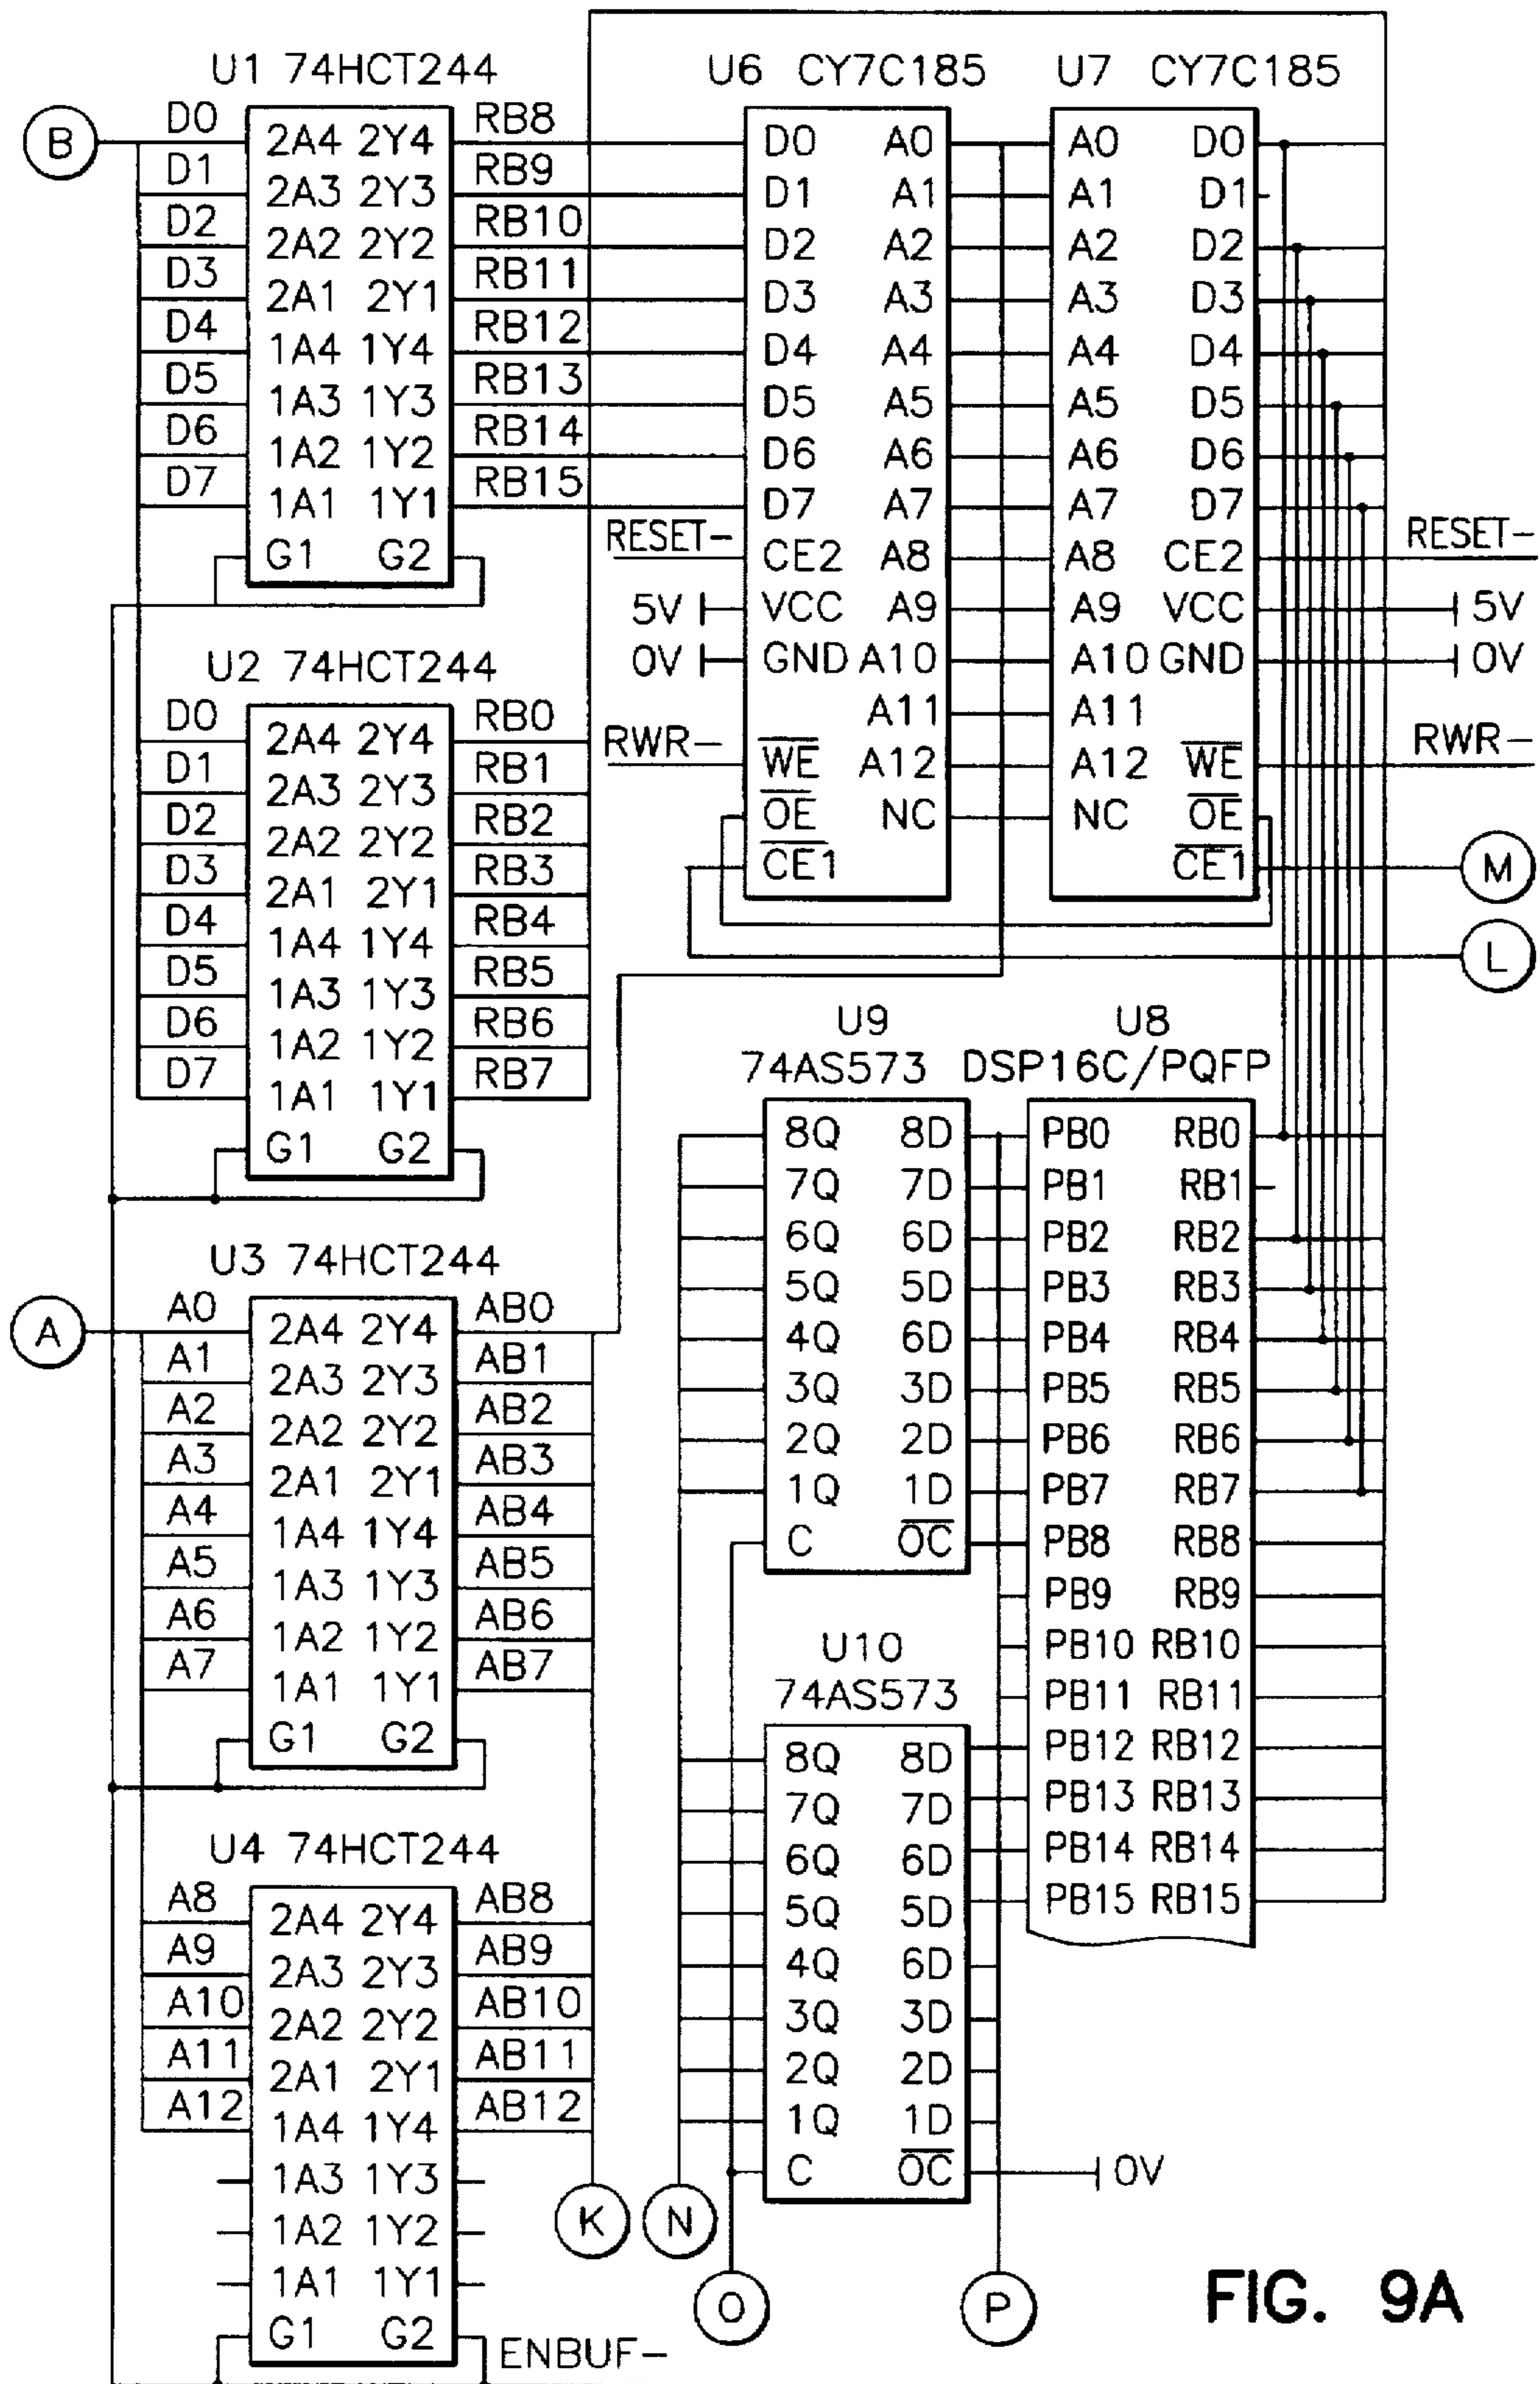 U1 74HCT244
B
D0 2A4 2Y4 RB8
D1 2A3 2Y3 RB9
D2 2A2 2Y2 RB10
D3 2A1 2Y1 RB11
D4 1A4 1Y4 RB12
D5 1A3 1Y3 RB13
D6 1A2 1Y2 RB14
D7 1A1 1Y1 RB15
G1 G2
U2 74HCT244
D0 2A4 2Y4 RB0
D1 2A3 2Y3 RB1
D2 2A2 2Y2 RB2
D3 2A1 2Y1 RB3
D4 1A4 1Y4 RB4
D5 1A3 1Y3 RB5
D6 1A2 1Y2 RB6
D7 1A1 1Y1 RB7
G1 G2
U3 74HCT244
A
A0 2A4 2Y4 AB0
A1 2A3 2Y3 AB1
A2 2A2 2Y2 AB2
A3 2A1 2Y1 AB3
A4 1A4 1Y4 AB4
A5 1A3 1Y3 AB5
A6 1A2 1Y2 AB6
A7 1A1 1Y1 AB7
G1 G2
U4 74HCT244
A8 2A4 2Y4 AB8
A9 2A3 2Y3 AB9
A10 2A2 2Y2 AB10
A11 2A1 2Y1 AB11
A12 1A4 1Y4 AB12
1A3 1Y3
1A2 1Y2
1A1 1Y1
G1 G2
ENBUF-
U6 CY7C185 U7 CY7C185
D0 A0 A0 D0
D1 A1 A1 D1
D2 A2 A2 D2
D3 A3 A3 D3
D4 A4 A4 D4
D5 A5 A5 D5
D6 A6 A6 D6
D7 A7 A7 D7
RESET- CE2 A8 A8 CE2 RESET-
5V VCC A9 A9 VCC 5V
0V GND A10 A10 GND 0V
A11 A11
RWR- WE A12 A12 WE RWR-
OE NC NC OE
CE1 CE1 M
L
U9 U8
74AS573 DSP16C/PQFP
8Q 8D PB0 RB0
7Q 7D PB1 RB1
6Q 6D PB2 RB2
5Q 5D PB3 RB3
4Q 6D PB4 RB4
3Q 3D PB5 RB5
2Q 2D PB6 RB6
1Q 1D PB7 RB7
C OC PB8 RB8
PB9 RB9
U10 PB10 RB10
74AS573 PB11 RB11
8Q 8D PB12 RB12
7Q 7D PB13 RB13
6Q 6D PB14 RB14
5Q 5D PB15 RB15
4Q 6D
3Q 3D
2Q 2D
1Q 1D
C OC 0V
K N
O P
FIG. 9A